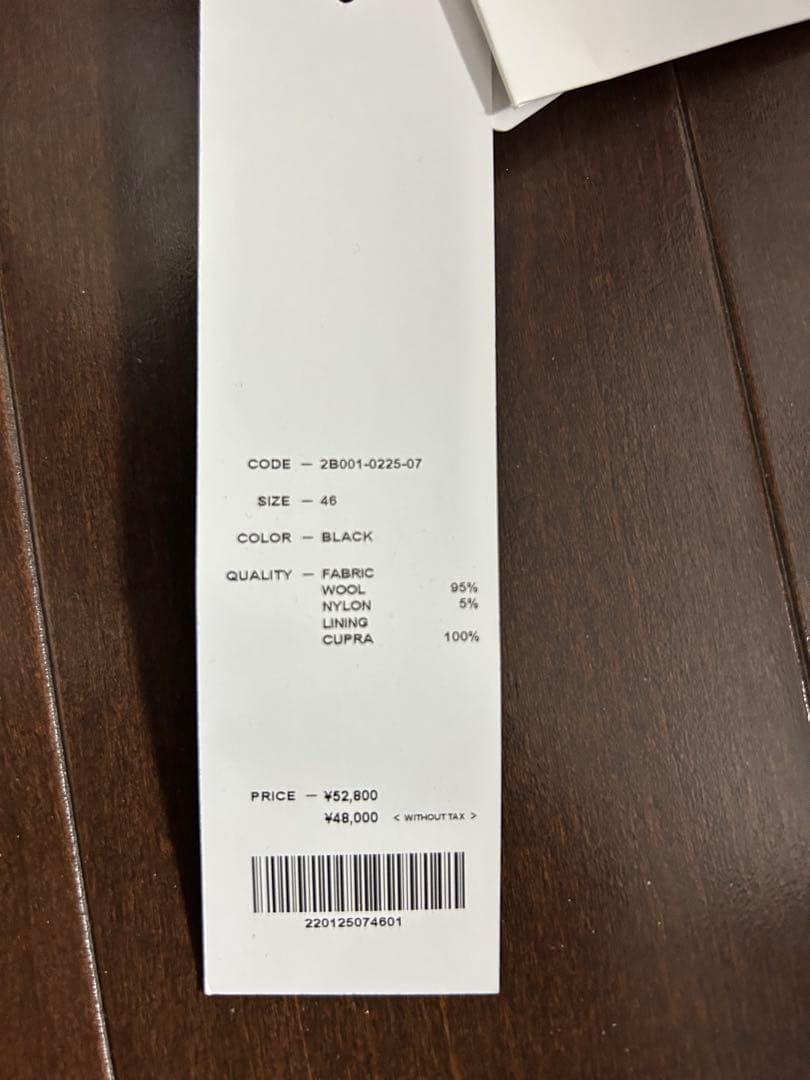 CODE — 2B001-0225-07
SIZE — 46
COLOR — BLACK
QUALITY — FABRIC
WOOL 95%
NYLON 5%
LINING
CUPRA 100%
PRICE — ¥52,800
¥48,000 < WITHOUT TAX >
220125074601